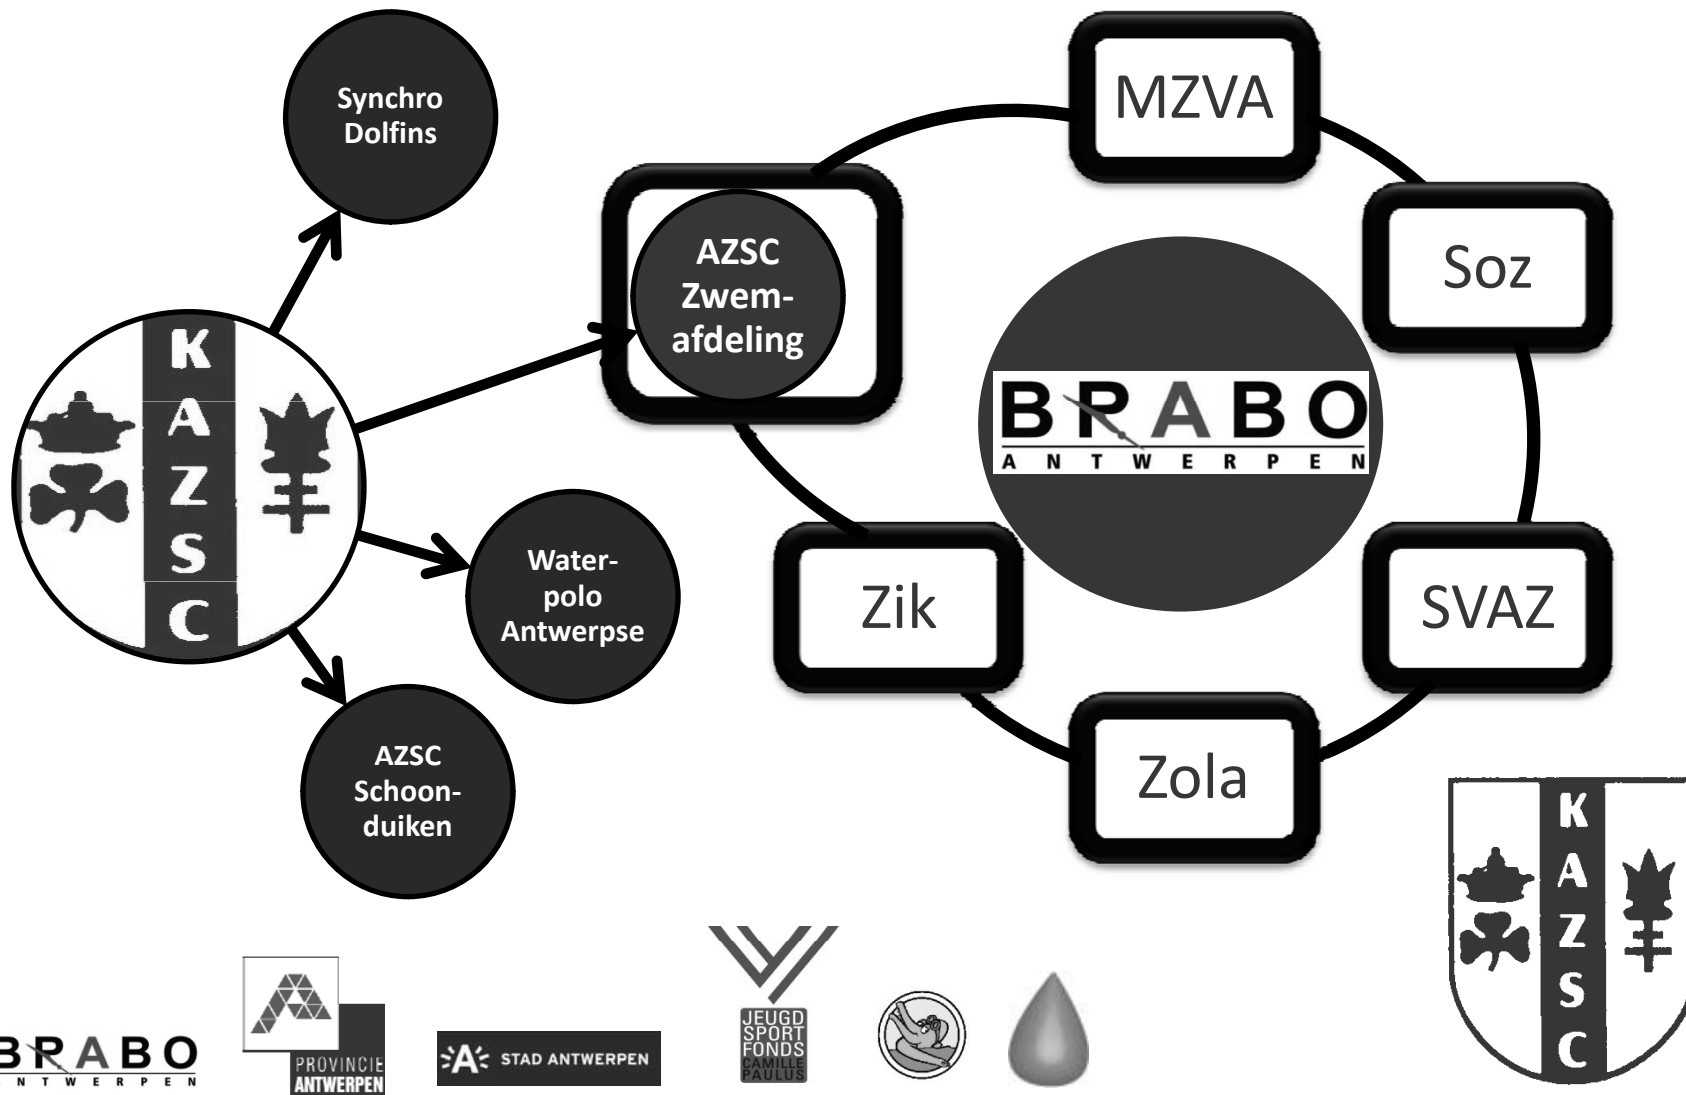 Synchro
Dolfins
MZVA
AZSC
Zwem-
afdeling
Soz
K
A
Z
S
C
BRABO
ANTWERPEN
Water-
polo
Antwerpse
Zik
SVAZ
AZSC
Schoon-
duiken
Zola
K
A
Z
S
C
BRABO
ANTWERPEN
PROVINCIE
ANTWERPEN
A STAD ANTWERPEN
JEUGD
SPORT
FONDS
CAMILLE
PAULUS